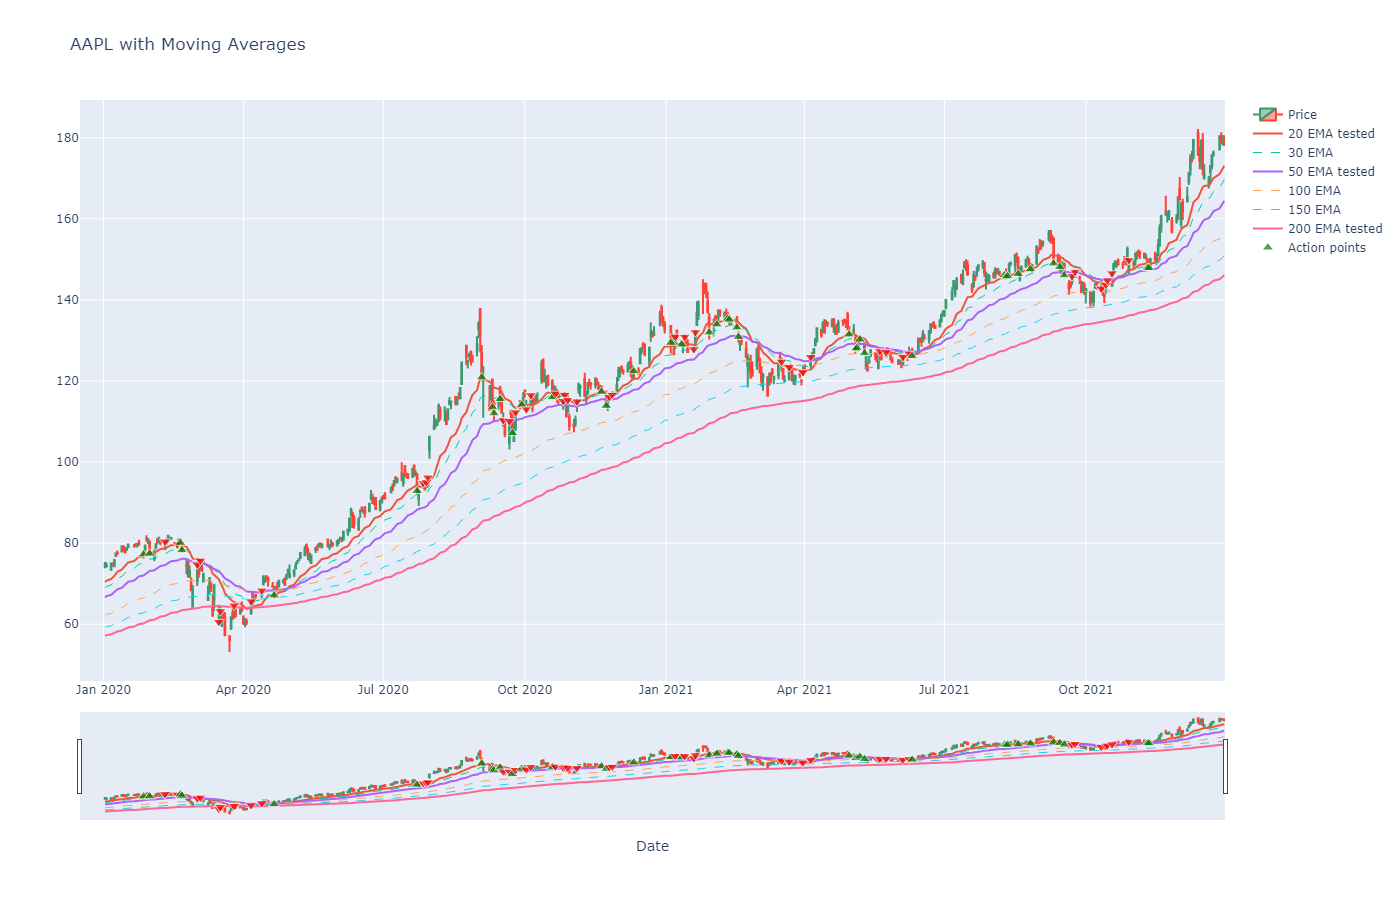 AAPL with Moving Averages
180
160
140
120
100
80
60
Jan 2020
Apr 2020
Jul 2020
Oct 2020
Jan 2021
Apr 2021
Jul 2021
Oct 2021
Date
Price
20 EMA tested
30 EMA
50 EMA tested
100 EMA
150 EMA
200 EMA tested
Action points